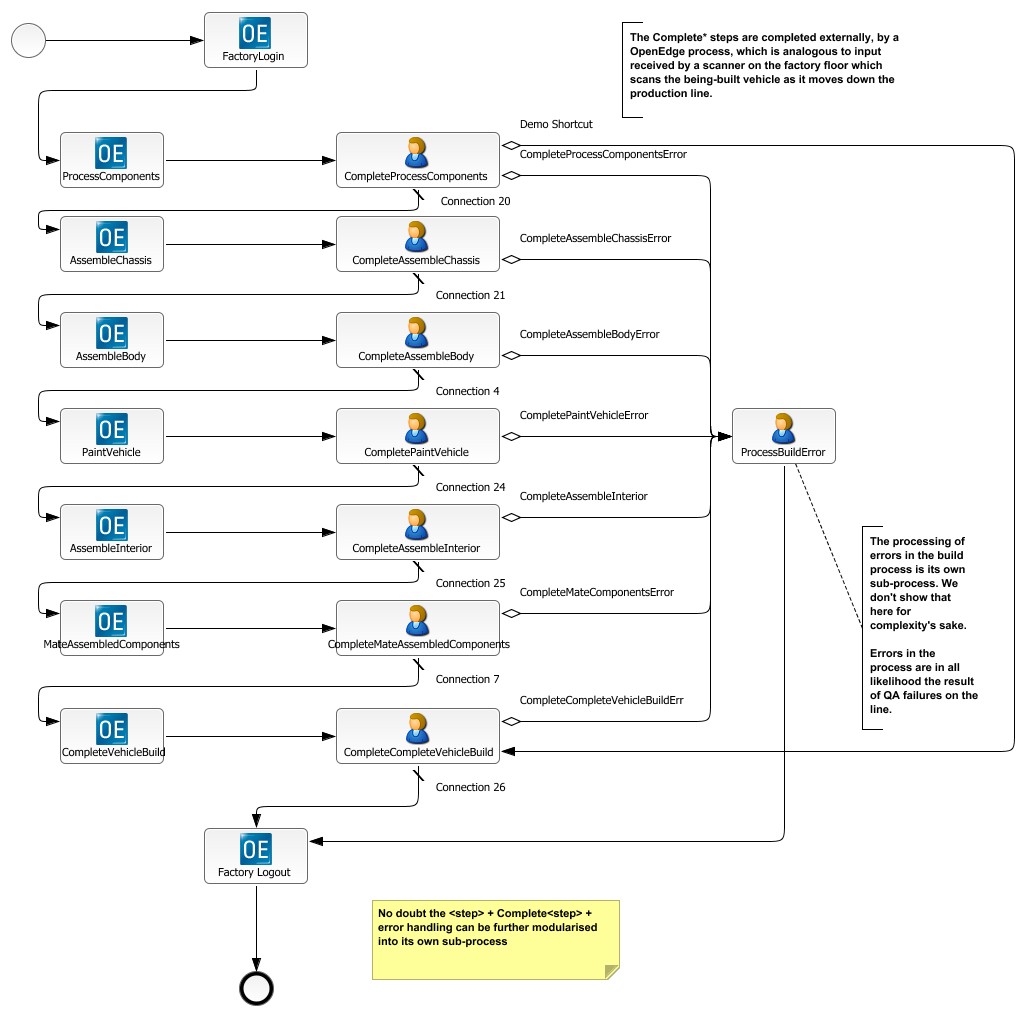 OE
FactoryLogin
The Complete* steps are completed externally, by a
OpenEdge process, which is analogous to input
received by a scanner on the factory floor which
scans the being-built vehicle as it moves down the
production line.
Demo Shortcut
OE
ProcessComponents
CompleteProcessComponents
CompleteProcessComponentsError
Connection 20
OE
AssembleChassis
CompleteAssembleChassis
CompleteAssembleChassisError
Connection 21
OE
AssembleBody
CompleteAssembleBody
CompleteAssembleBodyError
Connection 4
OE
PaintVehicle
CompletePaintVehicle
CompletePaintVehicleError
ProcessBuildError
Connection 24
OE
AssembleInterior
CompleteAssembleInterior
CompleteAssembleInterior
Connection 25
The processing of
errors in the build
process is its own
sub-process. We
don't show that
here for
complexity's sake.
Errors in the
process are in all
likelihood the result
of QA failures on the
line.
OE
MateAssembledComponents
CompleteMateAssembledComponents
CompleteMateComponentsError
Connection 7
OE
CompleteVehicleBuild
CompleteCompleteVehicleBuild
CompleteCompleteVehicleBuildErr
Connection 26
OE
Factory Logout
No doubt the <step> + Complete<step> +
error handling can be further modularised
into its own sub-process